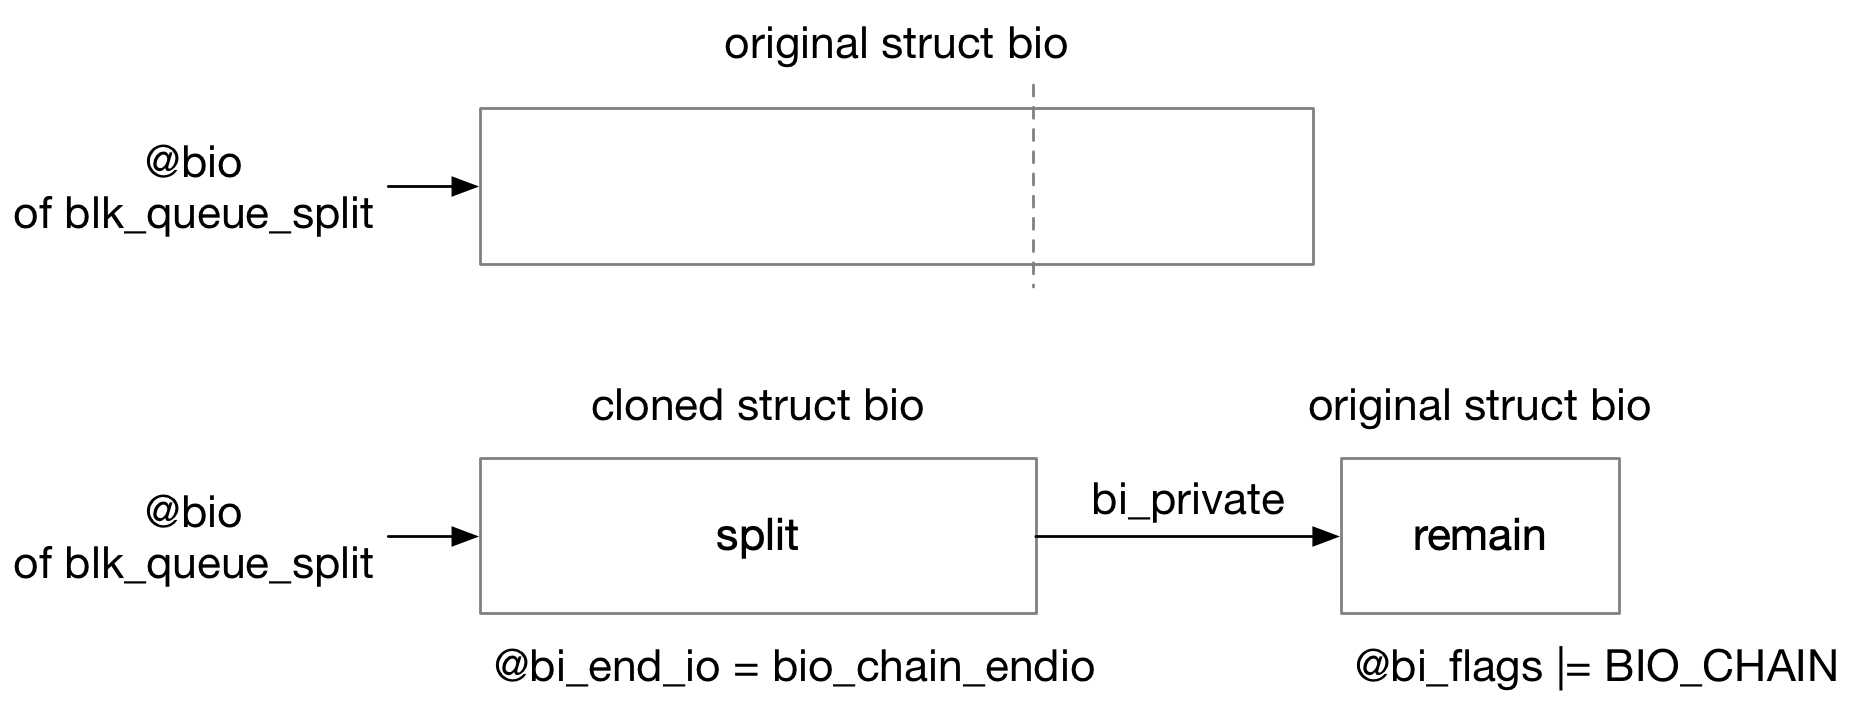 original struct bio
@bio
of blk_queue_split
cloned struct bio
original struct bio
@bio
of blk_queue_split
split
bi_private
remain
@bi_end_io = bio_chain_endio
@bi_flags |= BIO_CHAIN